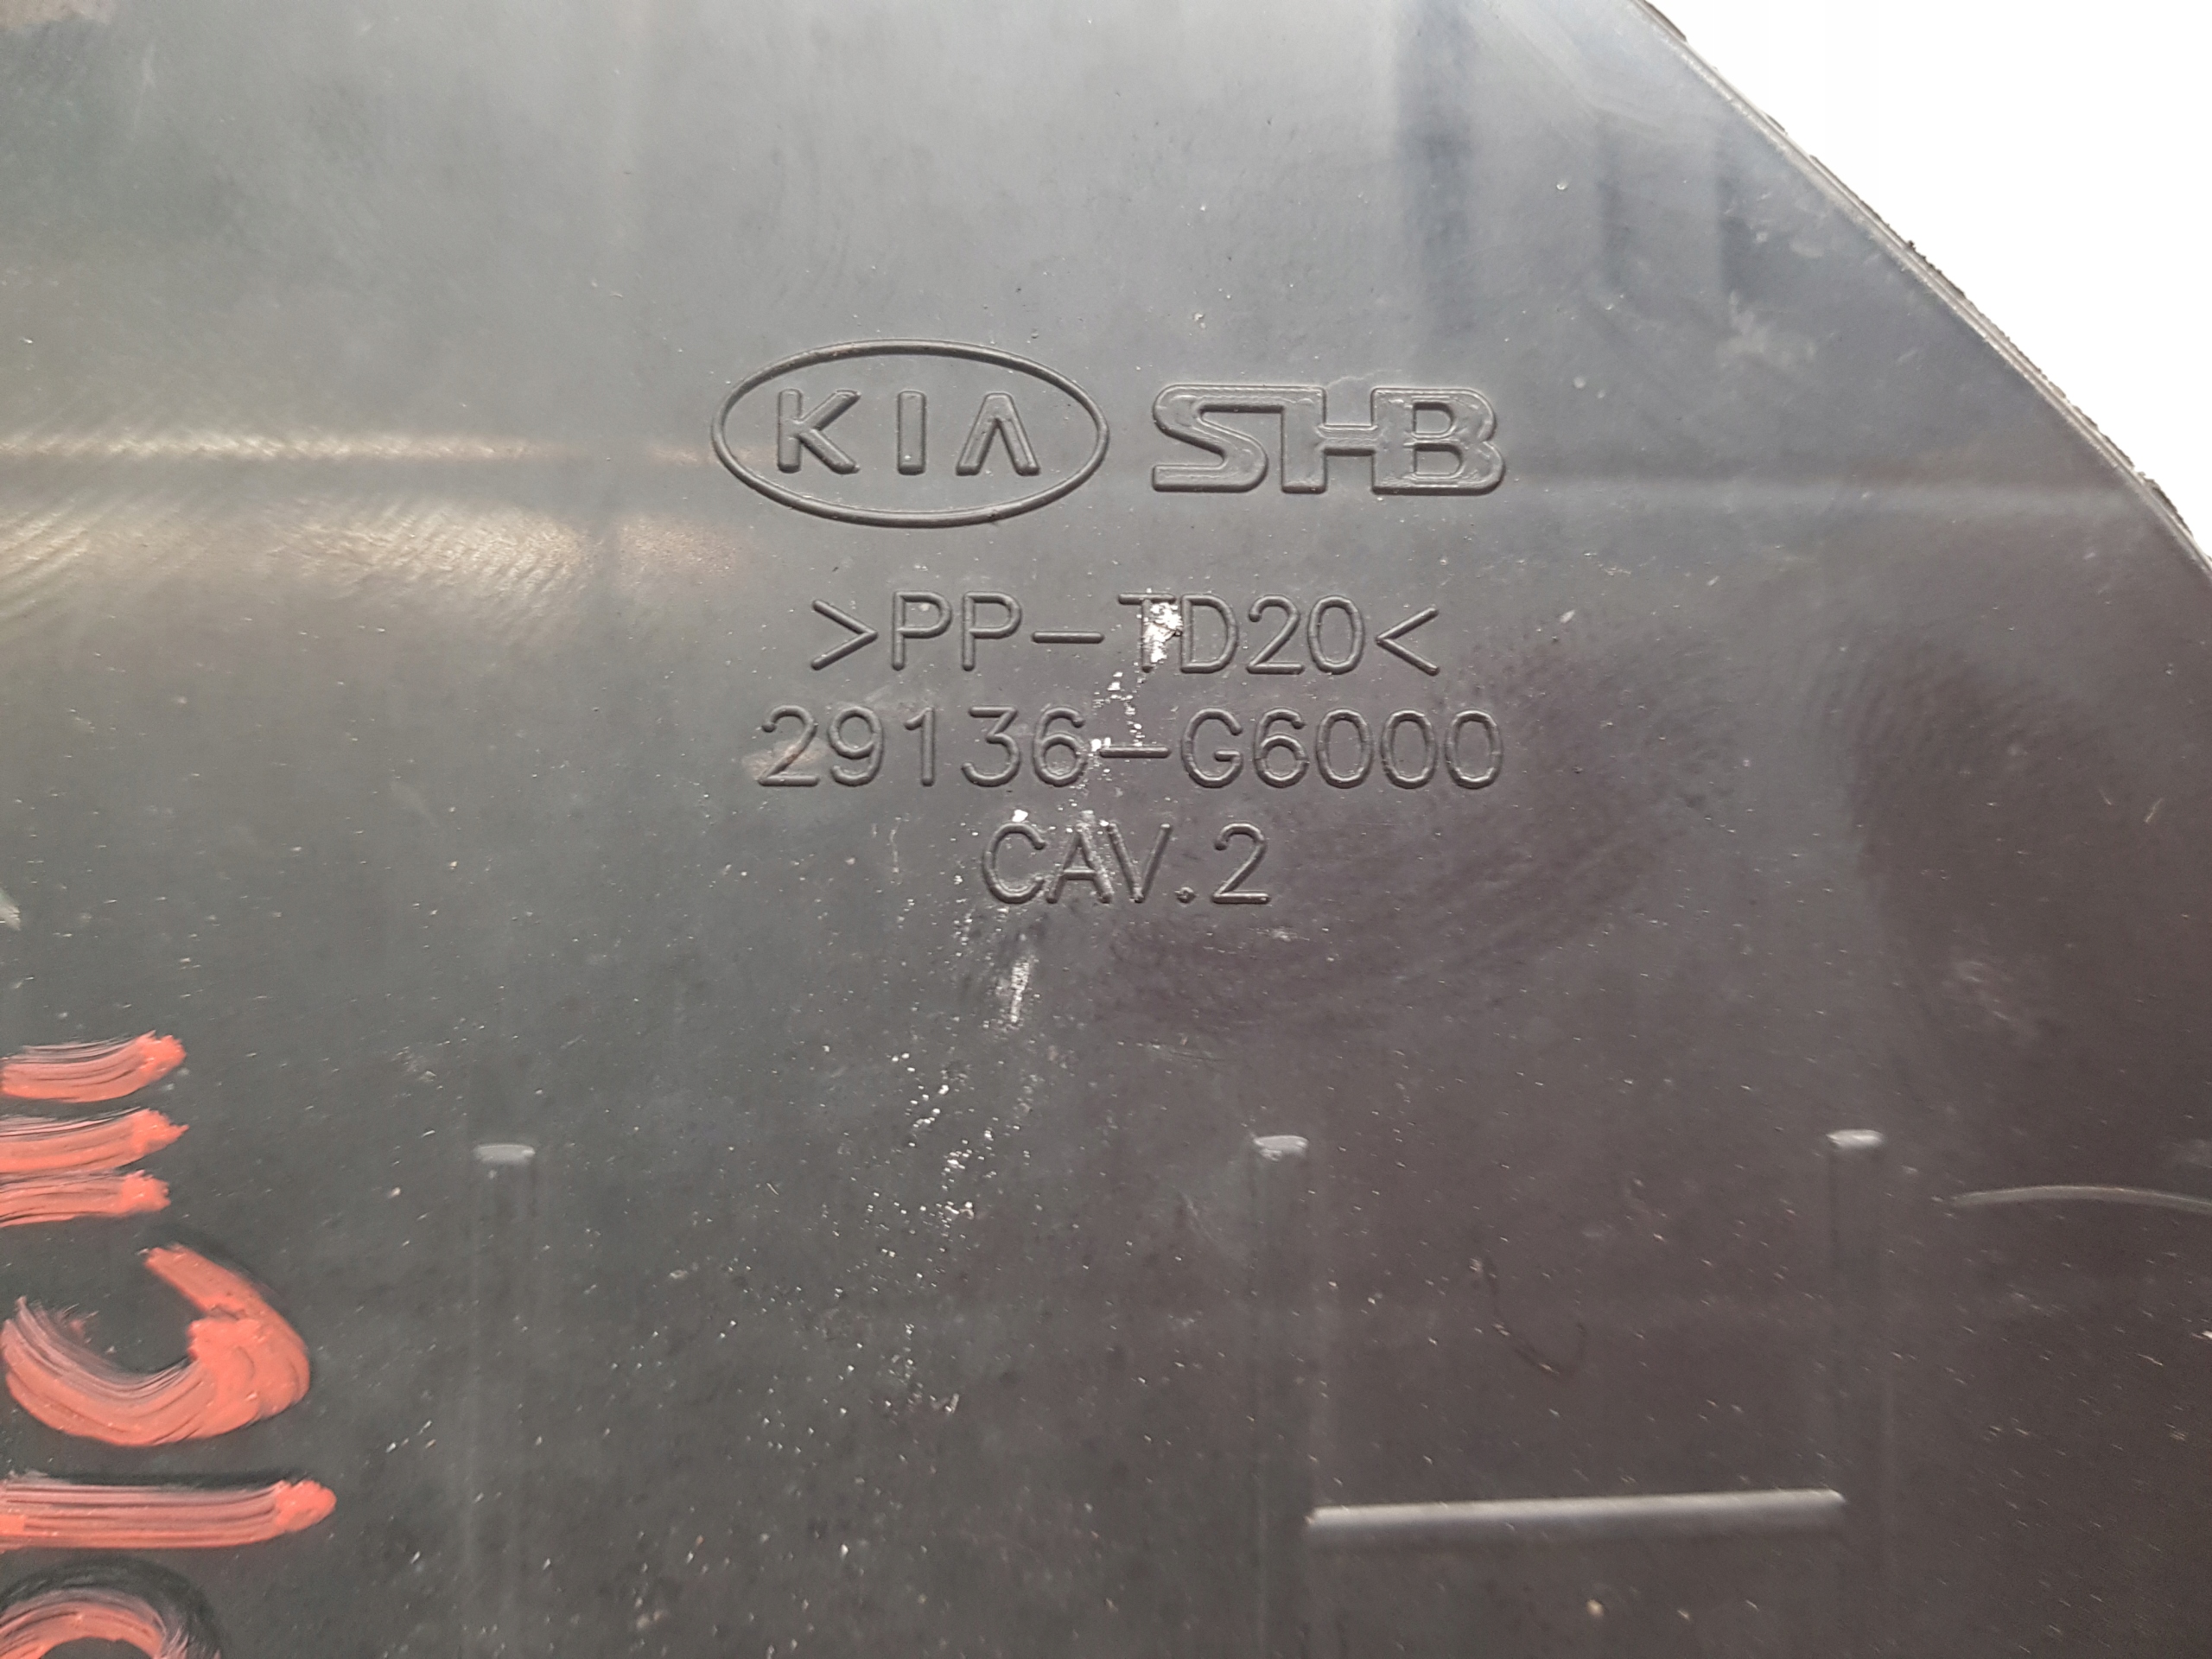 KIA SHB
>PP-TD20<
29136-G6000
CAV.2